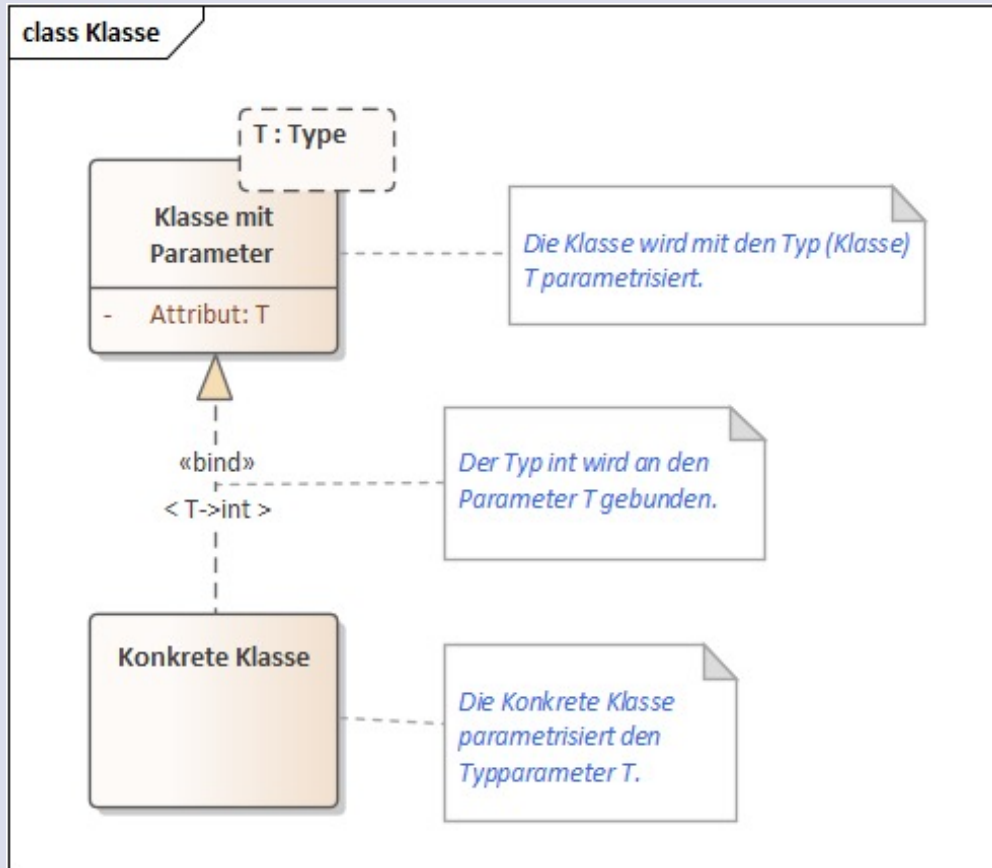 class Klasse
T : Type
Klasse mit
Parameter
- Attribut: T
Die Klasse wird mit den Typ (Klasse)
T parametrisiert.
«bind»
< T->int >
Der Typ int wird an den
Parameter T gebunden.
Konkrete Klasse
Die Konkrete Klasse
parametrisiert den
Typparameter T.